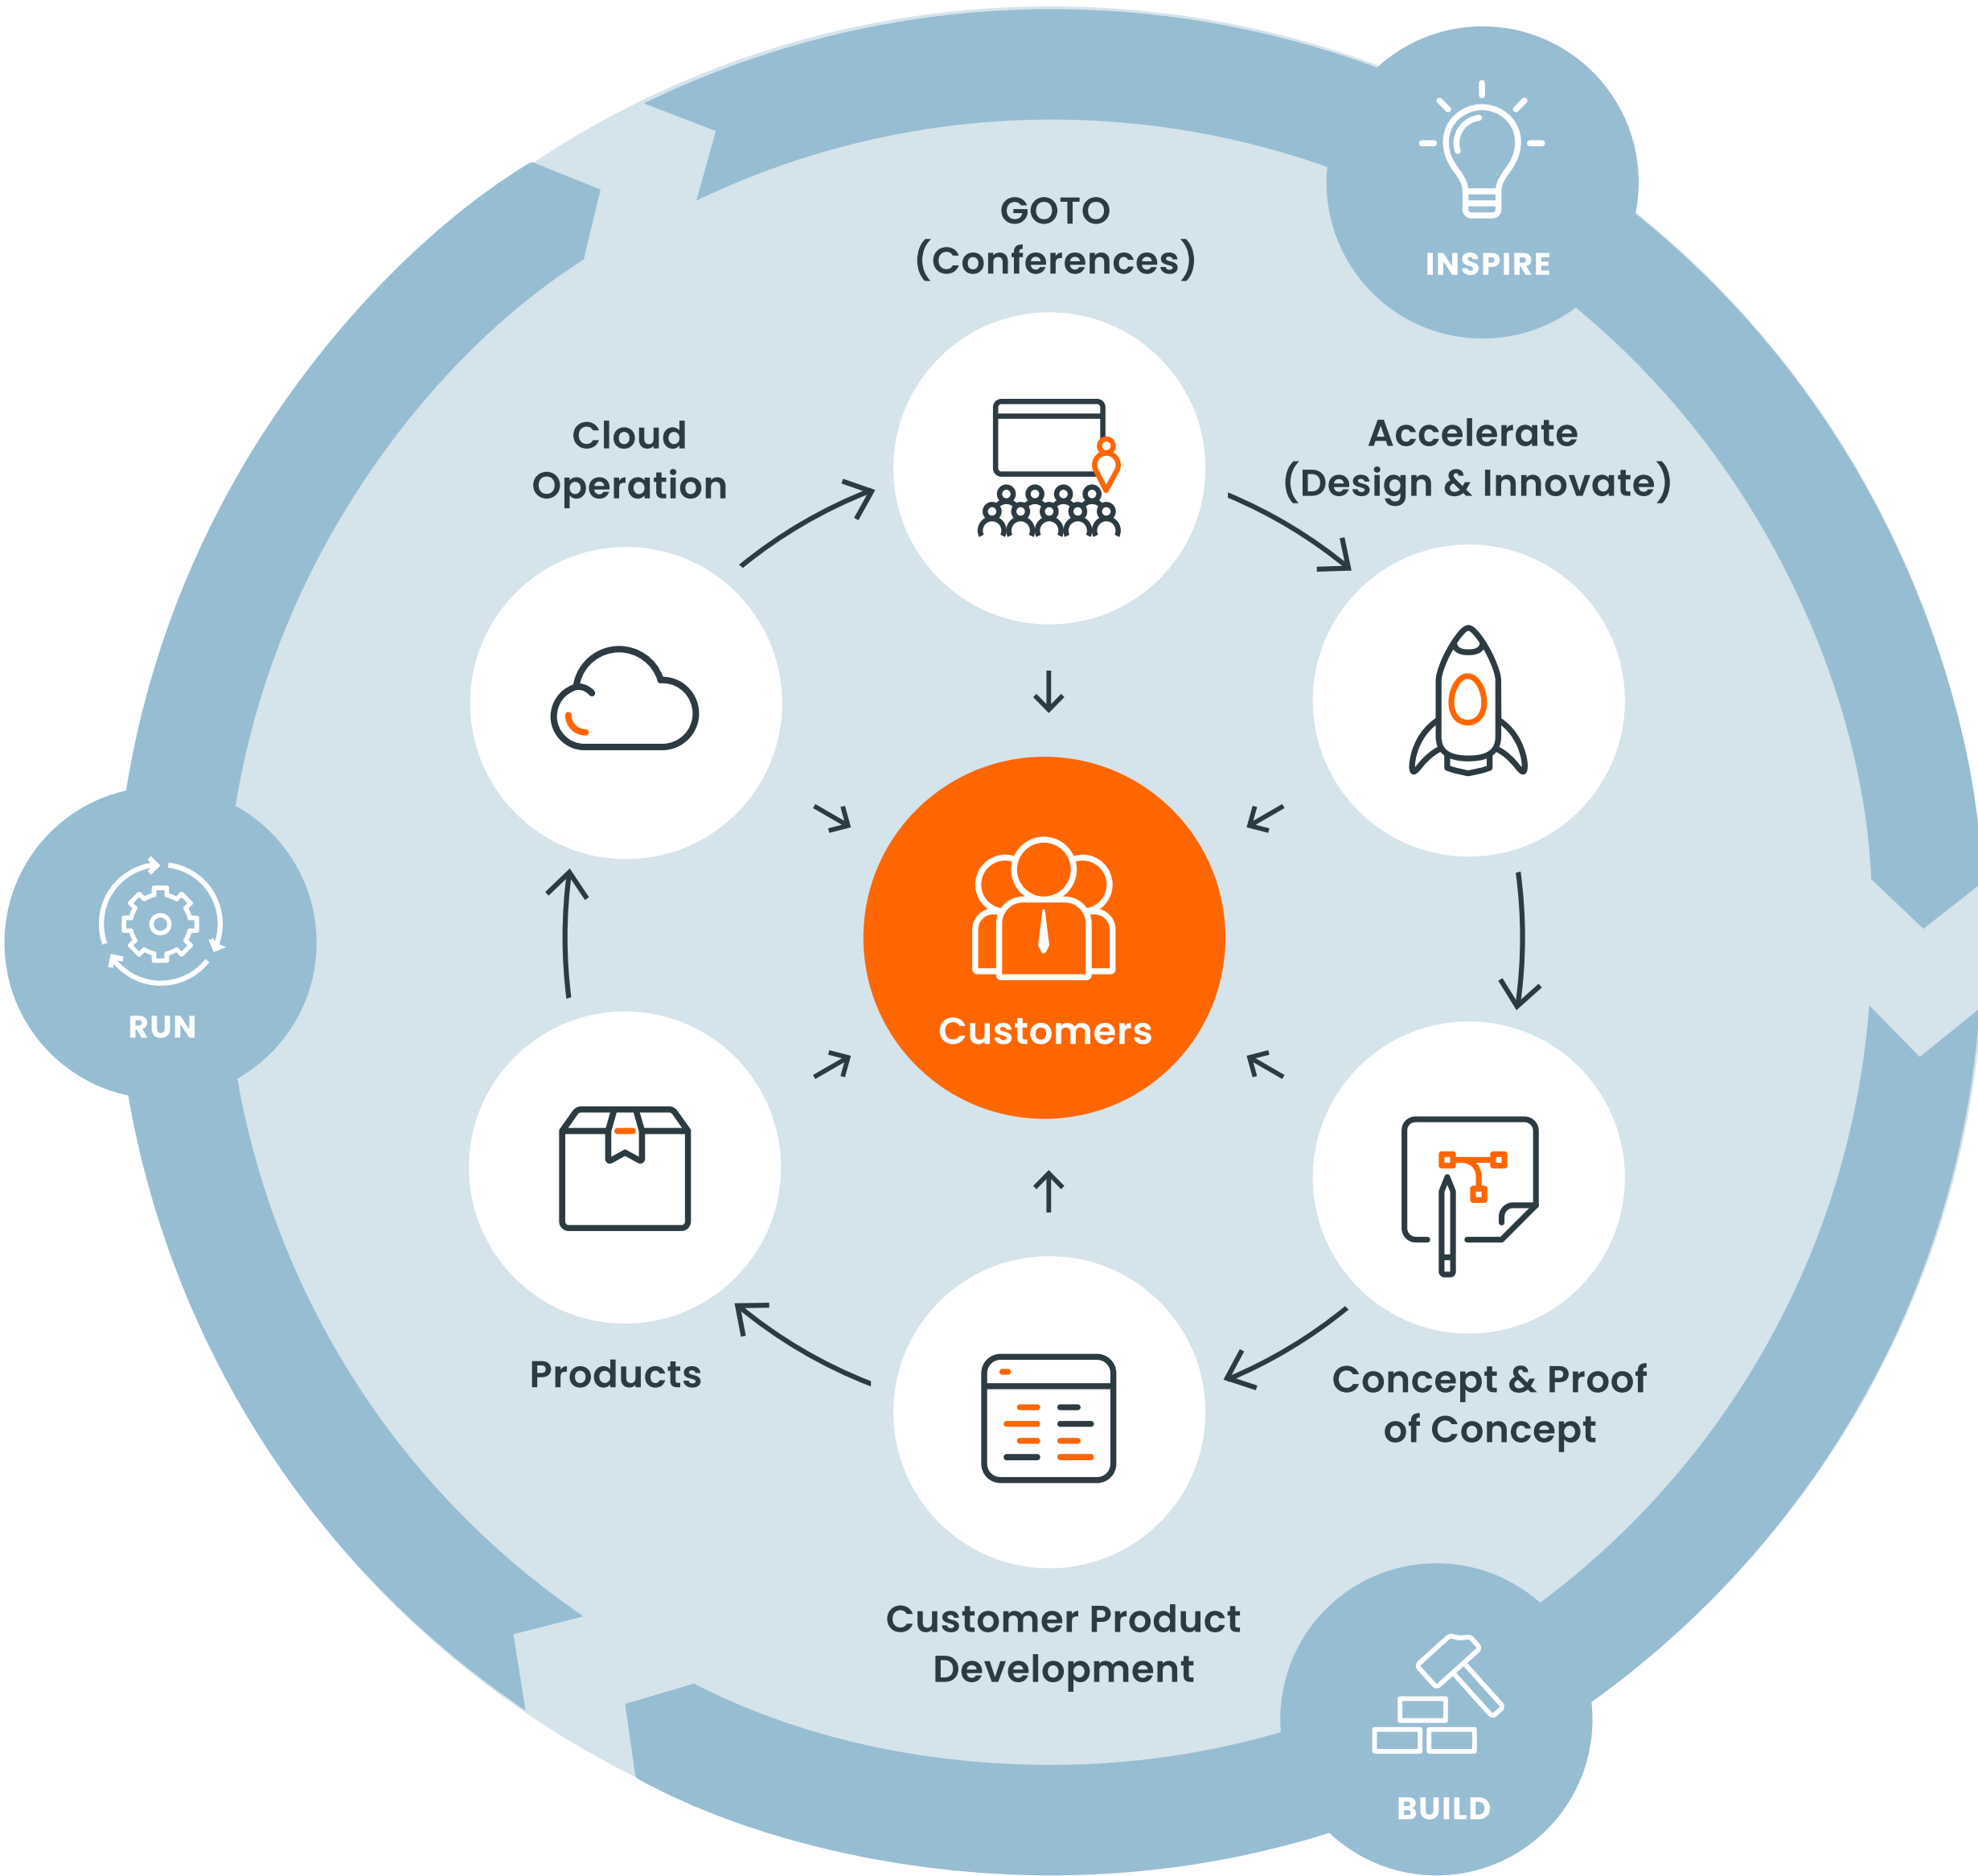 INSPIRE
GOTO
(Conferences)
Cloud
Operation
Accelerate
(Design & Innovate)
Customers
RUN
Products
Concept & Proof
of Concept
Customer Product
Development
BUILD